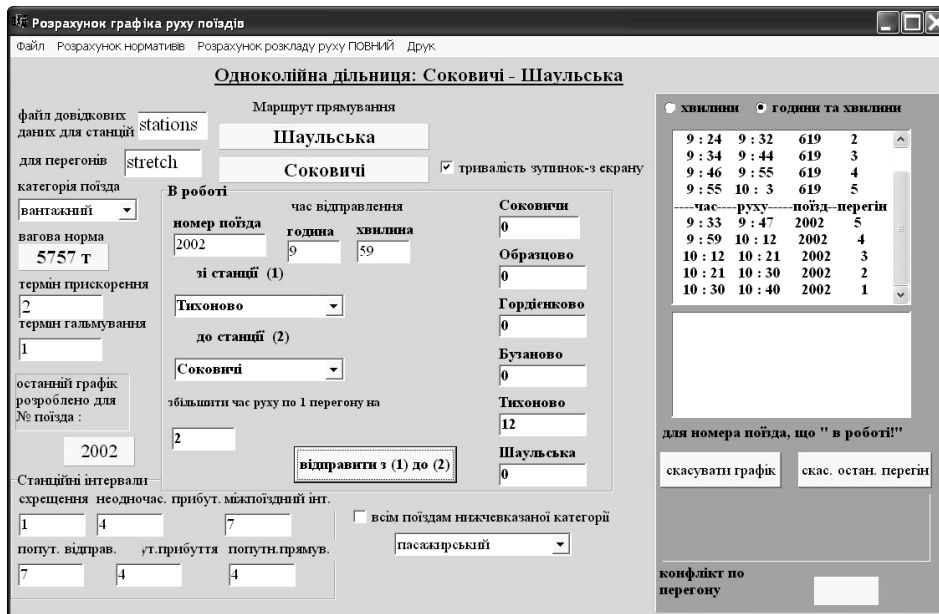 Розрахунок графіка руху поїздів
Файл Розрахунок нормативів Розрахунок розкладу руху ПОВНИЙ Друк
Одноколійна дільниця: Соковичі - Шаульська
файл довідкових
даних для станцій stations
для перегонів stretch
категорія поїзда
вантажний
вагова норма
5757 т
термін прискорення
2
термін гальмування
1
останній графік
розроблено для
№ поїзда :
2002
Маршрут прямування
Шаульська
Соковичі
тривалість зупинок-з екрану
В роботі
час відправлення
номер поїзда година хвилина
2002 9 59
зі станції (1)
Тихоново
до станції (2)
Соковичі
збільшити час руху по 1 перегону на
2
відправити з (1) до (2)
Соковичи
0
Образцово
0
Гордієнково
0
Бузаново
0
Тихоново
12
Шаульська
0
Станційні інтервали
схрещення неодночас. прибут. міжпоїздний інт.
1 4 7
попут. відправ. ут.прибуття попутн.прямув.
7 4 4
всім поїздам нижчевказаної категорії
пасажирський
хвилини години та хвилини
9 : 24 9 : 32 619 2
9 : 34 9 : 44 619 3
9 : 46 9 : 55 619 4
9 : 55 10 : 3 619 5
----час----руху-----поїзд--перегін
9 : 33 9 : 47 2002 5
9 : 59 10 : 12 2002 4
10 : 12 10 : 21 2002 3
10 : 21 10 : 30 2002 2
10 : 30 10 : 40 2002 1
для номера поїзда, що " в роботі!"
скасувати графік скас. остан. перегін
конфлікт по
перегону